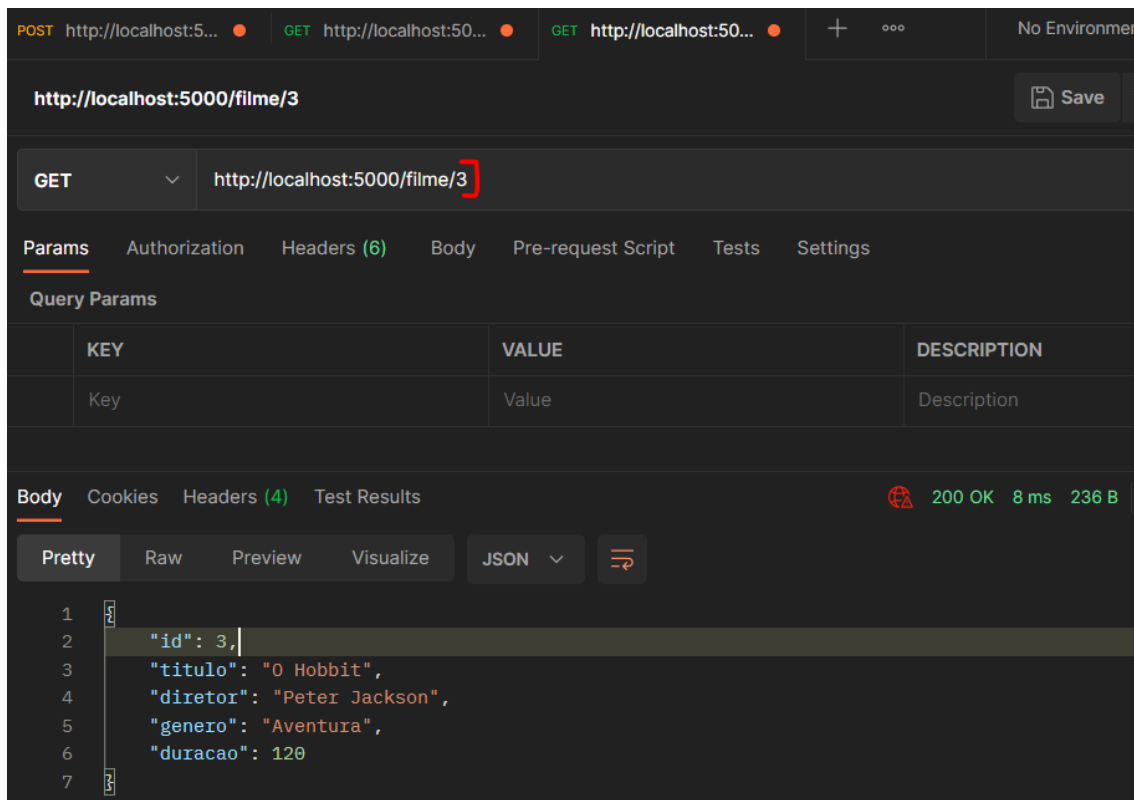 POST http://localhost:5... GET http://localhost:50... GET http://localhost:50... No Environmen
http://localhost:5000/filme/3 Save
GET http://localhost:5000/filme/3
Params Authorization Headers (6) Body Pre-request Script Tests Settings
Query Params
KEY VALUE DESCRIPTION
Key Value Description
Body Cookies Headers (4) Test Results 200 OK 8 ms 236 B
Pretty Raw Preview Visualize JSON
1 {
2 "id": 3,
3 "titulo": "O Hobbit",
4 "diretor": "Peter Jackson",
5 "genero": "Aventura",
6 "duracao": 120
7 }